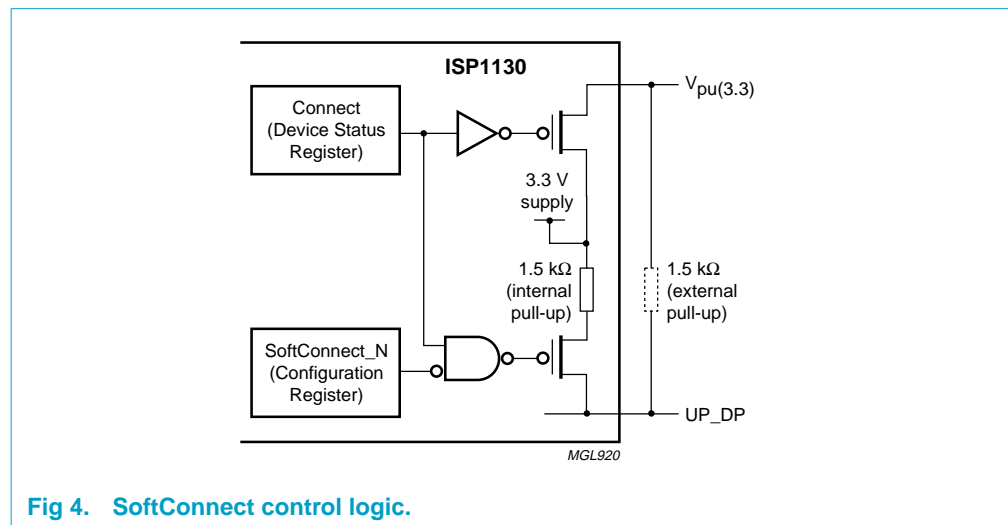 ISP1130
Connect
(Device Status
Register)
Vpu(3.3)
3.3 V
supply
1.5 kΩ
(internal
pull-up)
1.5 kΩ
(external
pull-up)
SoftConnect_N
(Configuration
Register)
UP_DP
MGL920
Fig 4. SoftConnect control logic.